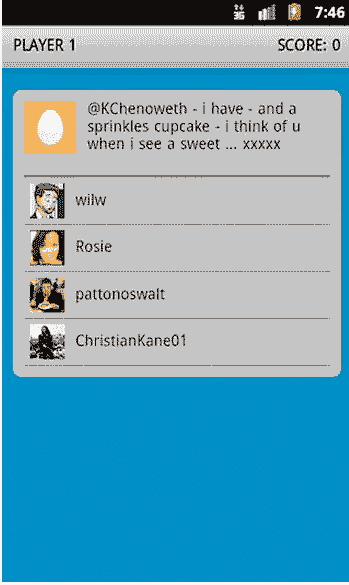 3G 7:46
PLAYER 1 SCORE: 0
@KChenoweth - i have - and a
sprinkles cupcake - i think of u
when i see a sweet ... xxxxx
wilw
Rosie
pattonoswalt
ChristianKane01